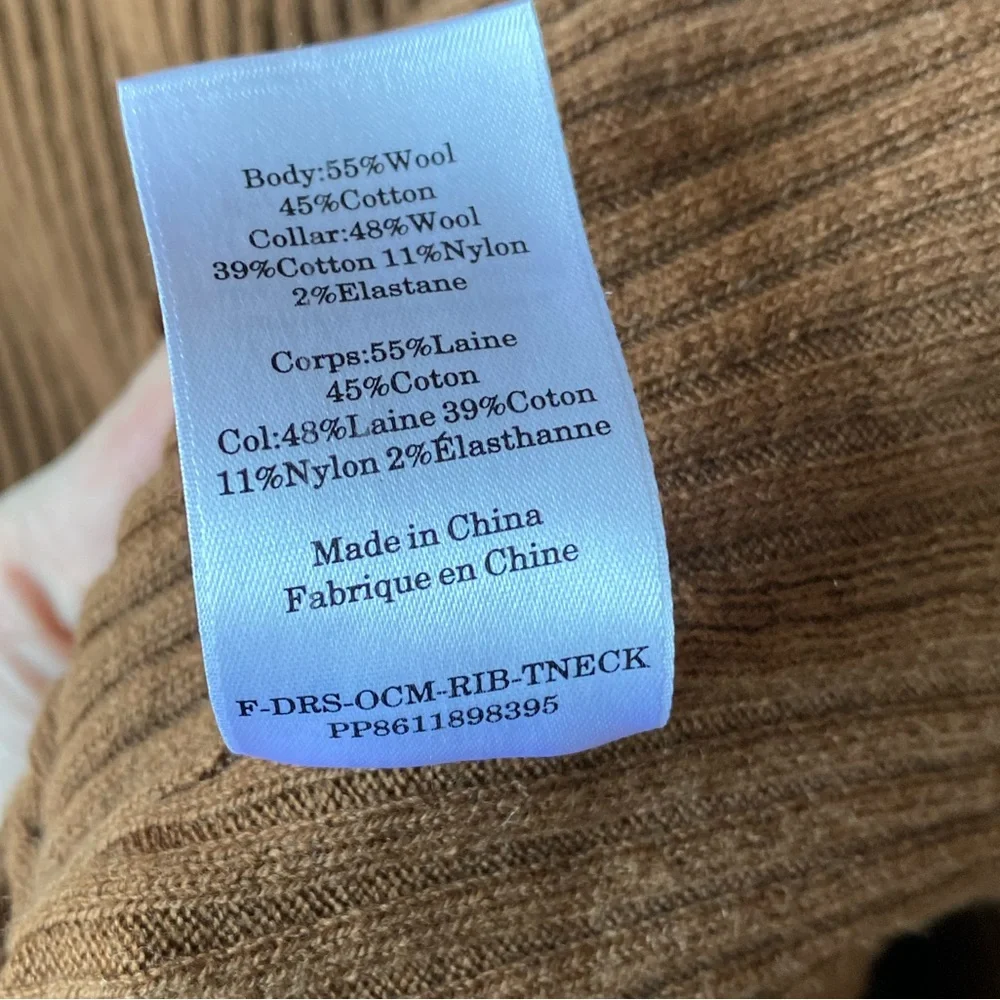 Body:55%Wool
45%Cotton
Collar:48%Wool
39%Cotton 11%Nylon
2%Elastane
Corps:55%Laine
45%Coton
Col:48%Laine 39%Coton
11%Nylon 2%Élasthanne
Made in China
Fabrique en Chine
F-DRS-OCM-RIB-TNECK
PP8611898395